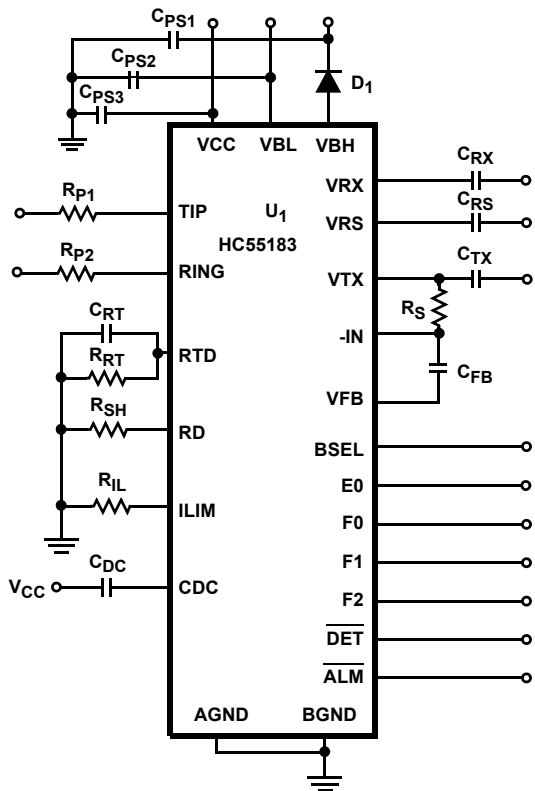 CPS1
CPS2
CPS3
D1
VCC VBL VBH
RP1
TIP
RP2
RING
U1
HC55183
VRX
CRX
VRS
CRS
VTX
CTX
RS
-IN
CFB
VFB
CRT
RRT
RTD
RSH
RD
RIL
ILIM
VCC
CDC
CDC
BSEL
E0
F0
F1
F2
DET
ALM
AGND BGND